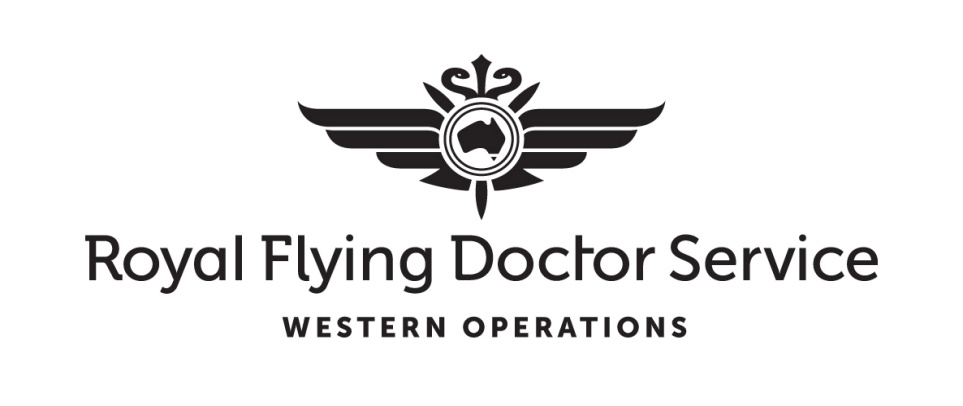 Royal Flying Doctor Service
WESTERN OPERATIONS